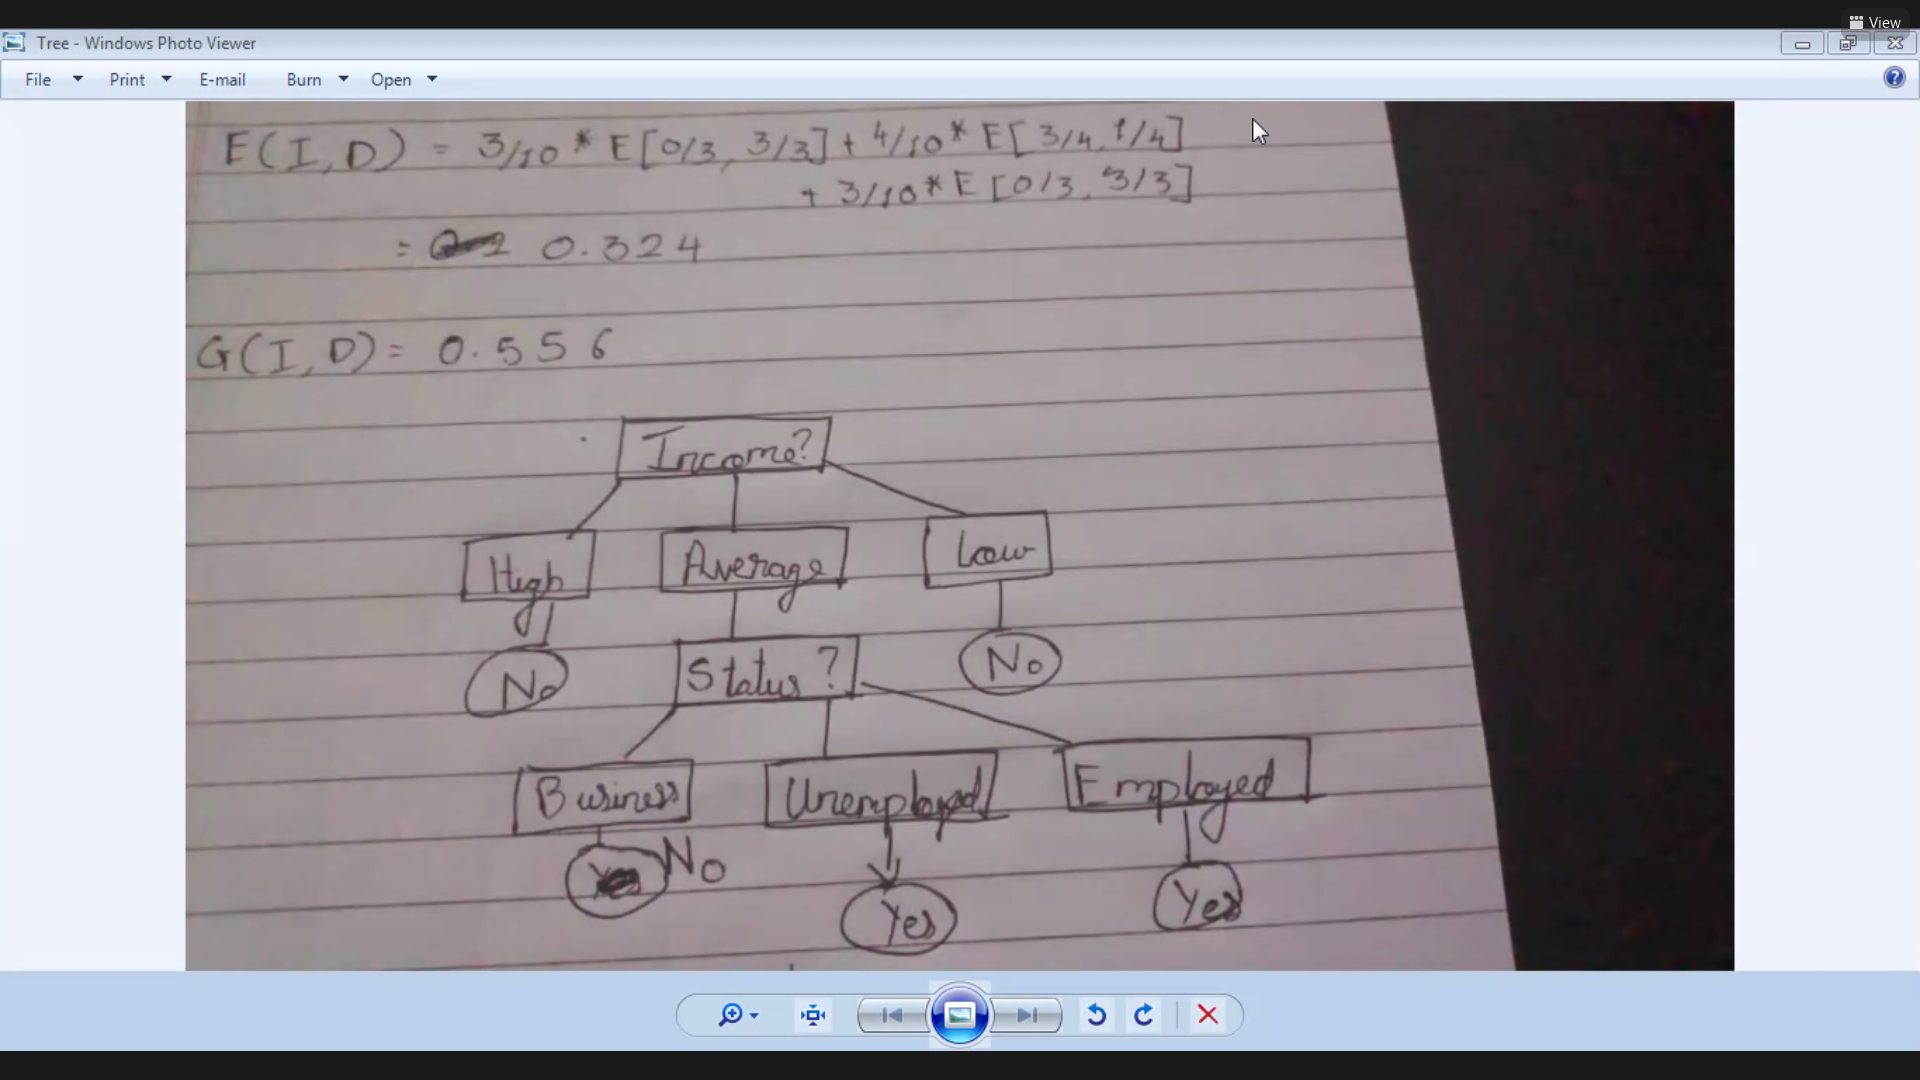 View
Tree - Windows Photo Viewer
File Print E-mail Burn Open
E(I,D) = 3/10 * E[0/3, 3/3] + 4/10 * E[3/4, 1/4]
+ 3/10 * E[0/3, 3/3]
= 0.324
G(I,D) = 0.556
Income?
High Average Low
No Status? No
Business Unemployed Employed
No Yes Yes